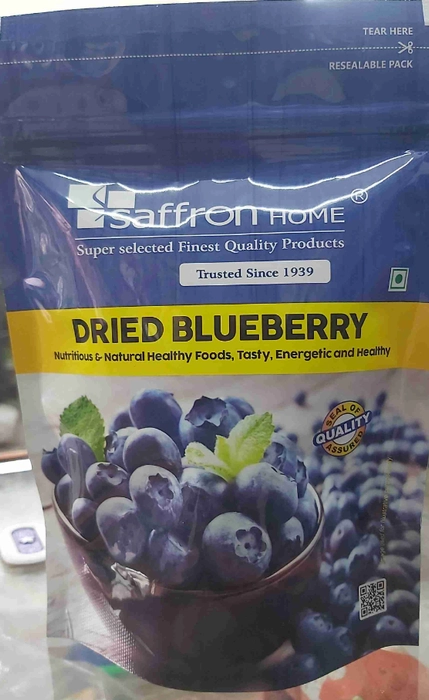 TEAR HERE
RESEALABLE PACK
Saffron HOME ®
Super selected Finest Quality Products
Trusted Since 1939
DRIED BLUEBERRY
Nutritious & Natural Healthy Foods, Tasty, Energetic and Healthy
SEAL OF
QUALITY
ASSURED